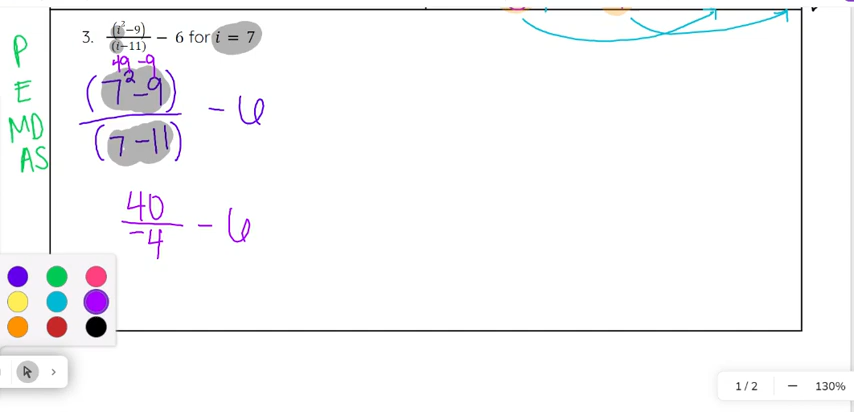 3. (i²−9)/(i−11) − 6 for i = 7
P
E
MD
AS
49 −9
(7² − 9)
(7 − 11)
− 6
40
−4
− 6
1 / 2 − 130%